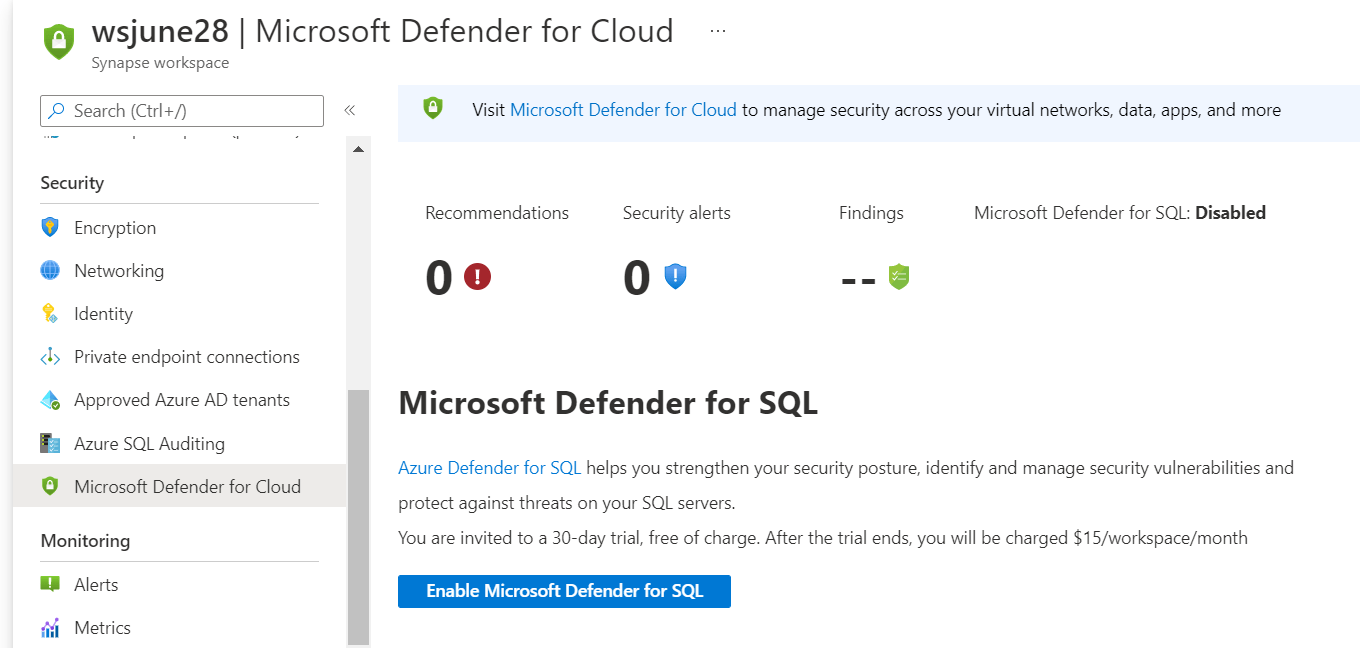 wsjune28 | Microsoft Defender for Cloud ...
Synapse workspace
Search (Ctrl+/)
«
Visit Microsoft Defender for Cloud to manage security across your virtual networks, data, apps, and more
Security
Encryption
Networking
Identity
Private endpoint connections
Approved Azure AD tenants
Azure SQL Auditing
Microsoft Defender for Cloud
Monitoring
Alerts
Metrics
Recommendations
0
Security alerts
0
Findings
--
Microsoft Defender for SQL: Disabled
Microsoft Defender for SQL
Azure Defender for SQL helps you strengthen your security posture, identify and manage security vulnerabilities and
protect against threats on your SQL servers.
You are invited to a 30-day trial, free of charge. After the trial ends, you will be charged $15/workspace/month
Enable Microsoft Defender for SQL